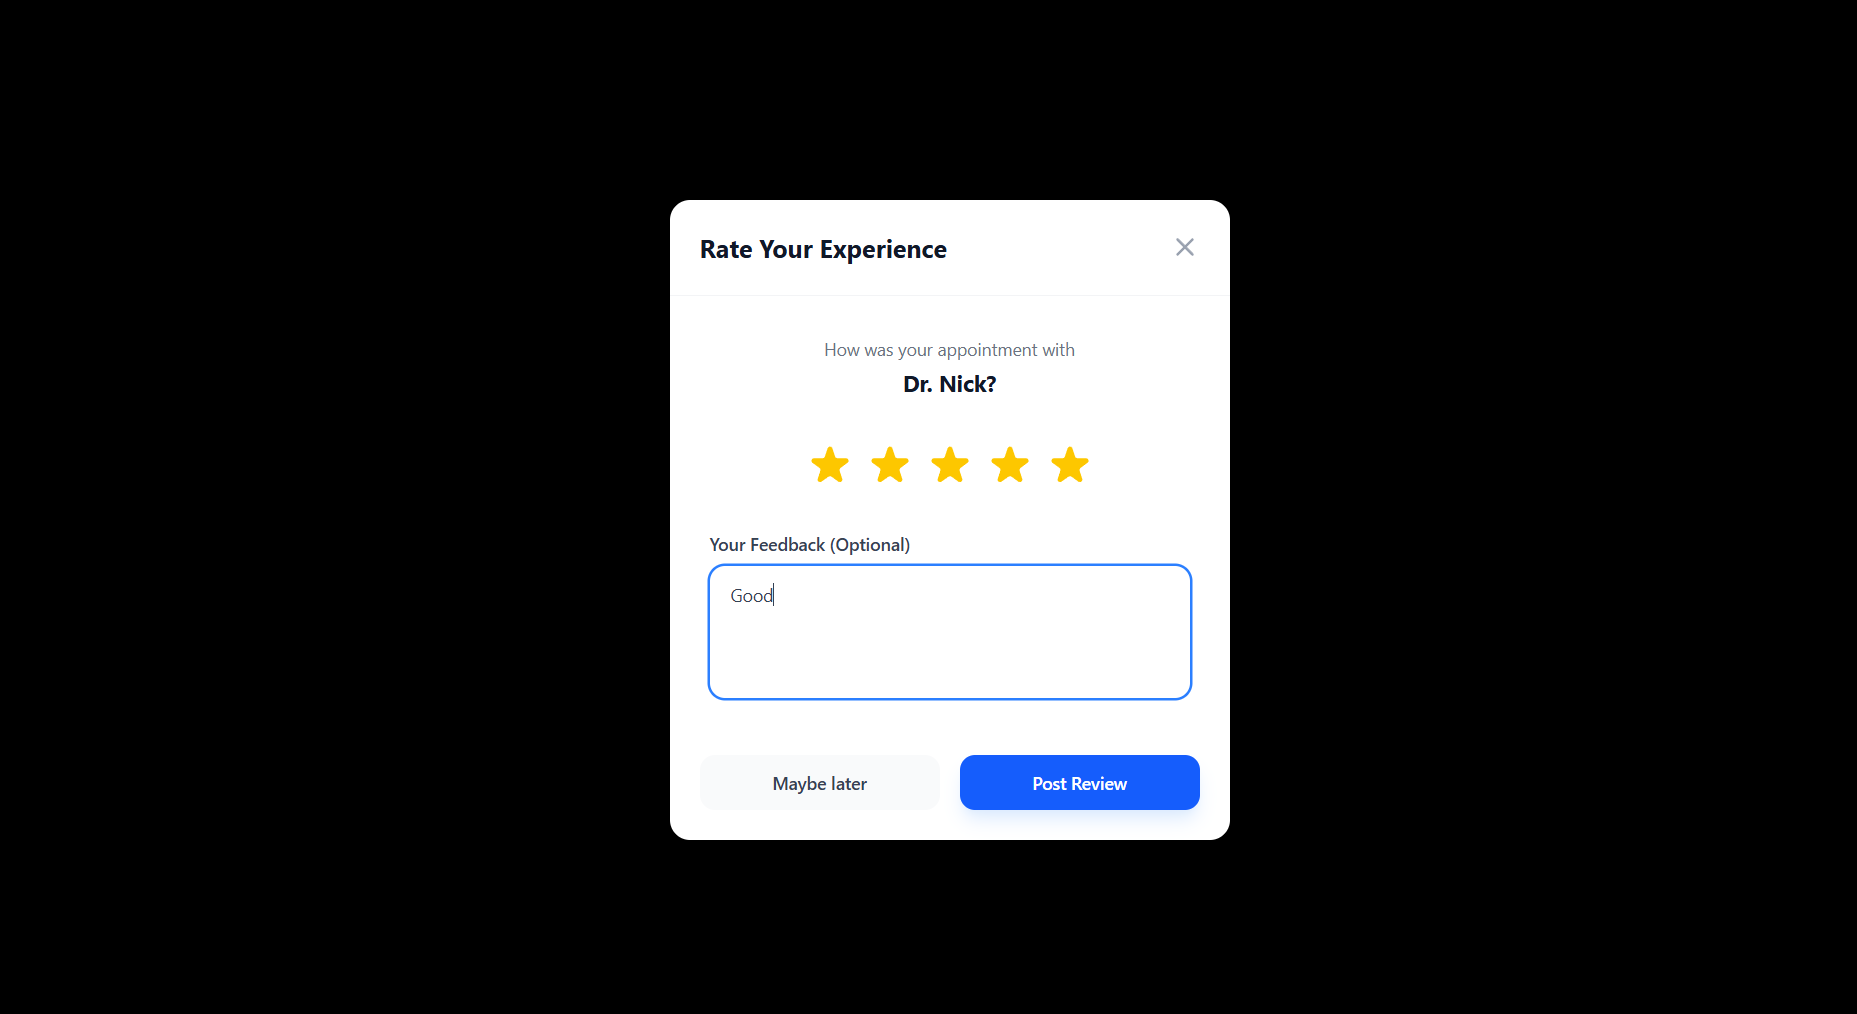 Rate Your Experience
How was your appointment with
Dr. Nick?
Your Feedback (Optional)
Good
Maybe later
Post Review